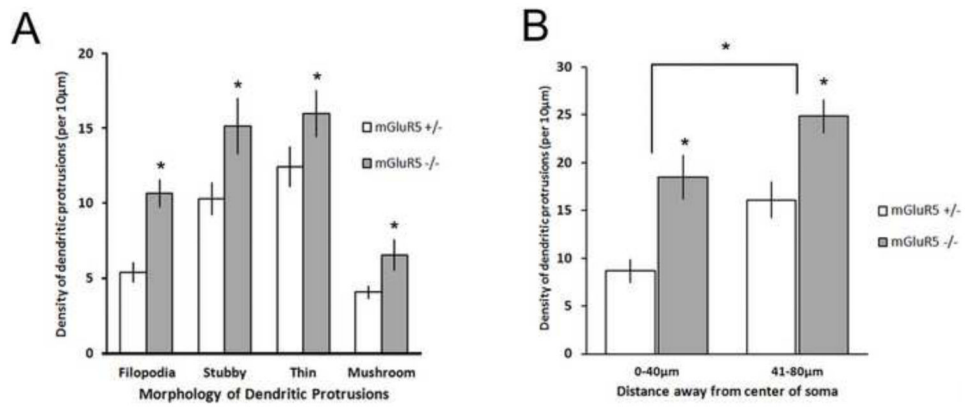 A
Density of dendritic protrusions (per 10µm)
20
15
10
5
0
*
*
*
*
mGluR5 +/-
mGluR5 -/-
Filopodia Stubby Thin Mushroom
Morphology of Dendritic Protrusions
B
Density of dendritic protrusions (per 10µm)
30
25
20
15
10
5
0
*
*
*
mGluR5 +/-
mGluR5 -/-
0-40µm 41-80µm
Distance away from center of soma